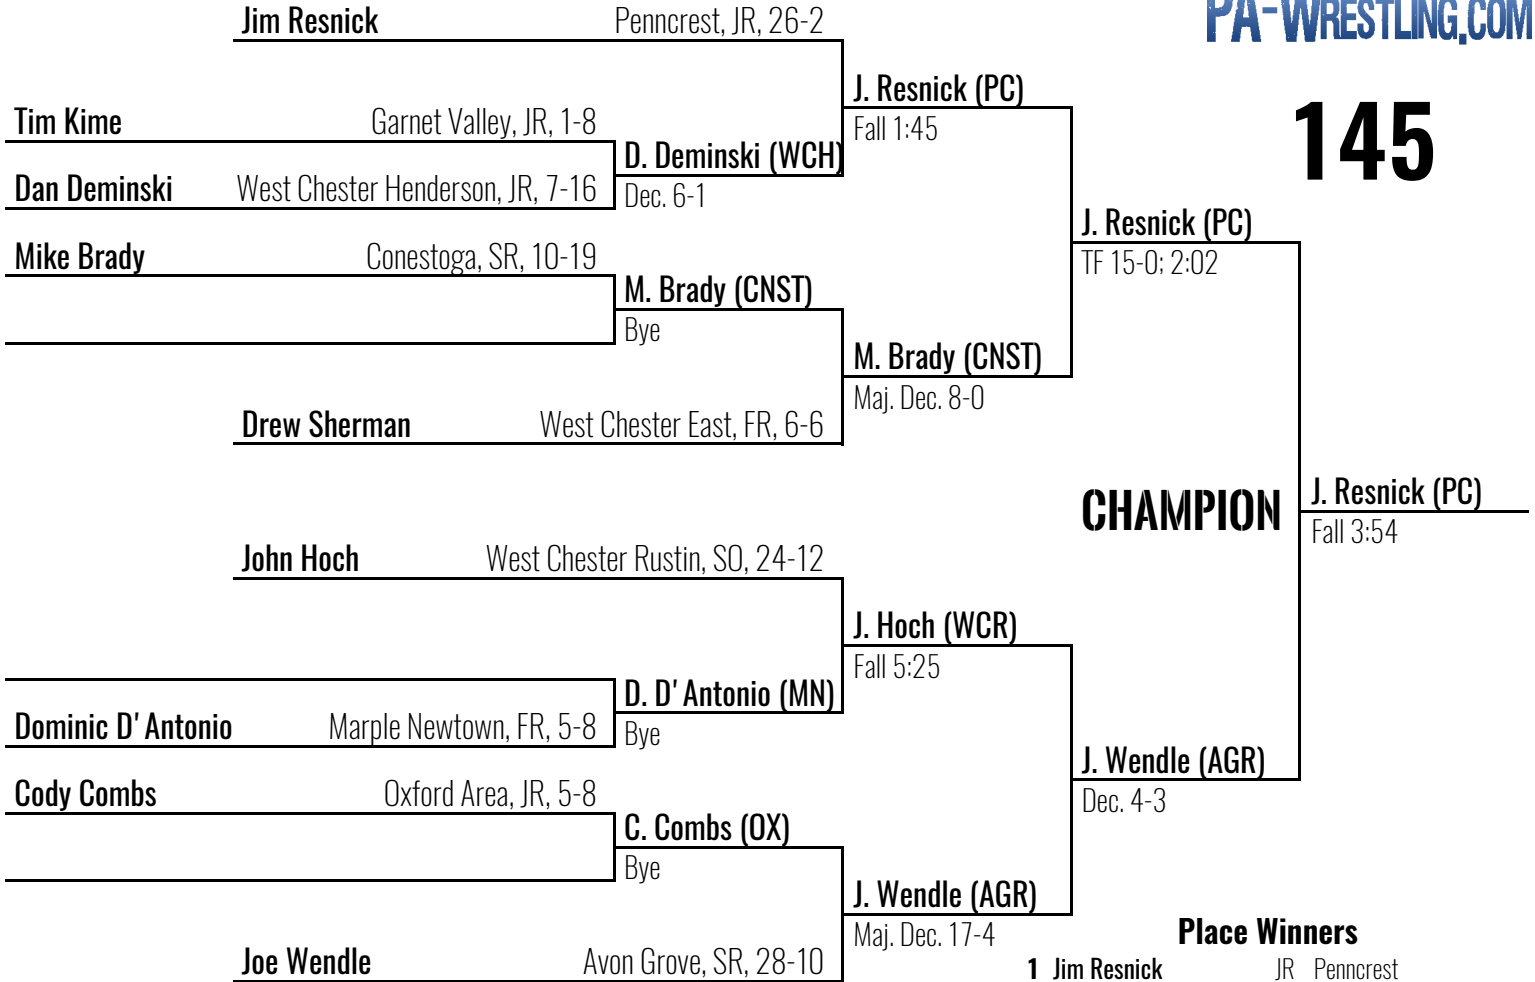 PA-WRESTLING.COM
Jim Resnick Penncrest, JR, 26-2
145
J. Resnick (PC)
Fall 1:45
Tim Kime Garnet Valley, JR, 1-8
D. Deminski (WCH)
Dec. 6-1
Dan Deminski West Chester Henderson, JR, 7-16
J. Resnick (PC)
TF 15-0; 2:02
Mike Brady Conestoga, SR, 10-19
M. Brady (CNST)
Bye
M. Brady (CNST)
Maj. Dec. 8-0
Drew Sherman West Chester East, FR, 6-6
CHAMPION
J. Resnick (PC)
Fall 3:54
John Hoch West Chester Rustin, SO, 24-12
J. Hoch (WCR)
Fall 5:25
D. D'Antonio (MN)
Bye
Dominic D'Antonio Marple Newtown, FR, 5-8
J. Wendle (AGR)
Dec. 4-3
Cody Combs Oxford Area, JR, 5-8
C. Combs (OX)
Bye
J. Wendle (AGR)
Maj. Dec. 17-4
Joe Wendle Avon Grove, SR, 28-10
Place Winners
1 Jim Resnick JR Penncrest